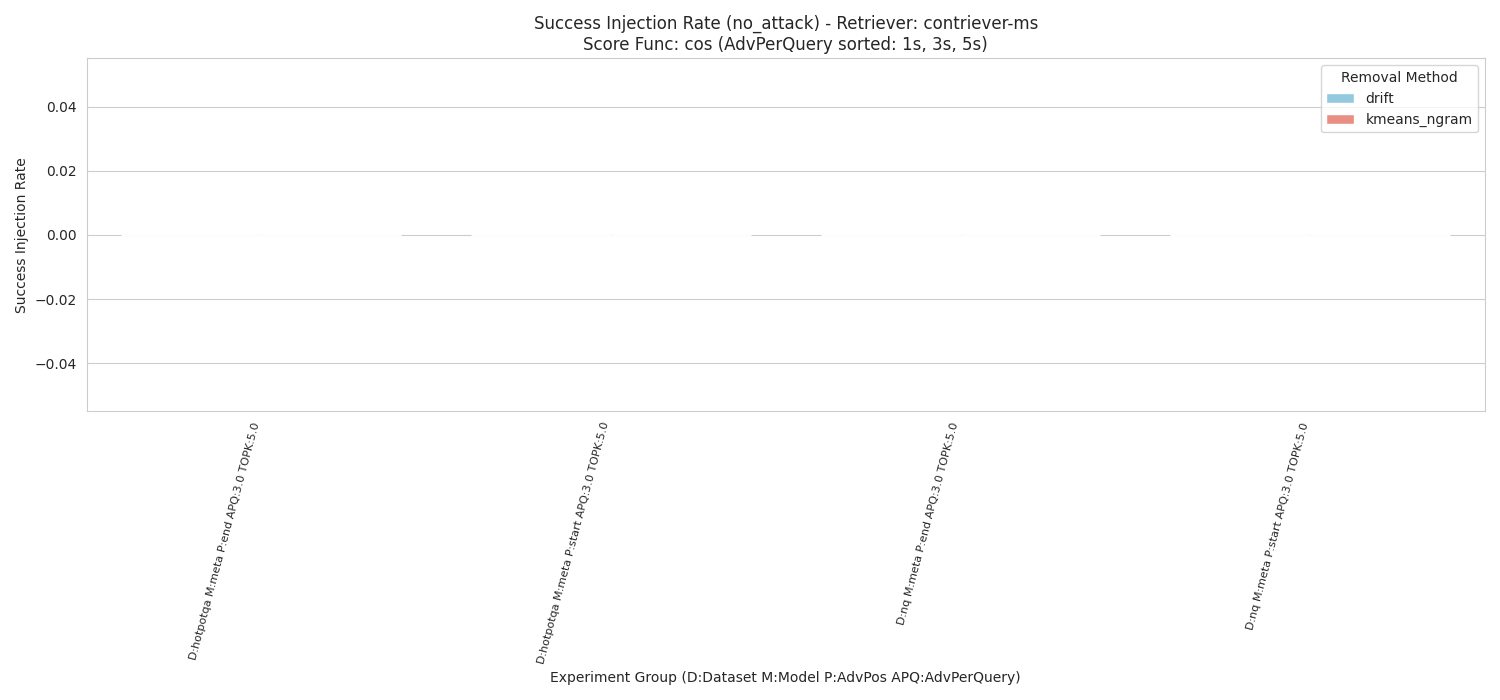 Success Injection Rate (no_attack) - Retriever: contriever-ms
Score Func: cos (AdvPerQuery sorted: 1s, 3s, 5s)
Removal Method
drift
kmeans_ngram
Success Injection Rate
0.04
0.02
0.00
−0.02
−0.04
D:hotpotqa M:meta P:end APQ:3.0 TOPK:5.0
D:hotpotqa M:meta P:start APQ:3.0 TOPK:5.0
D:nq M:meta P:end APQ:3.0 TOPK:5.0
D:nq M:meta P:start APQ:3.0 TOPK:5.0
Experiment Group (D:Dataset M:Model P:AdvPos APQ:AdvPerQuery)